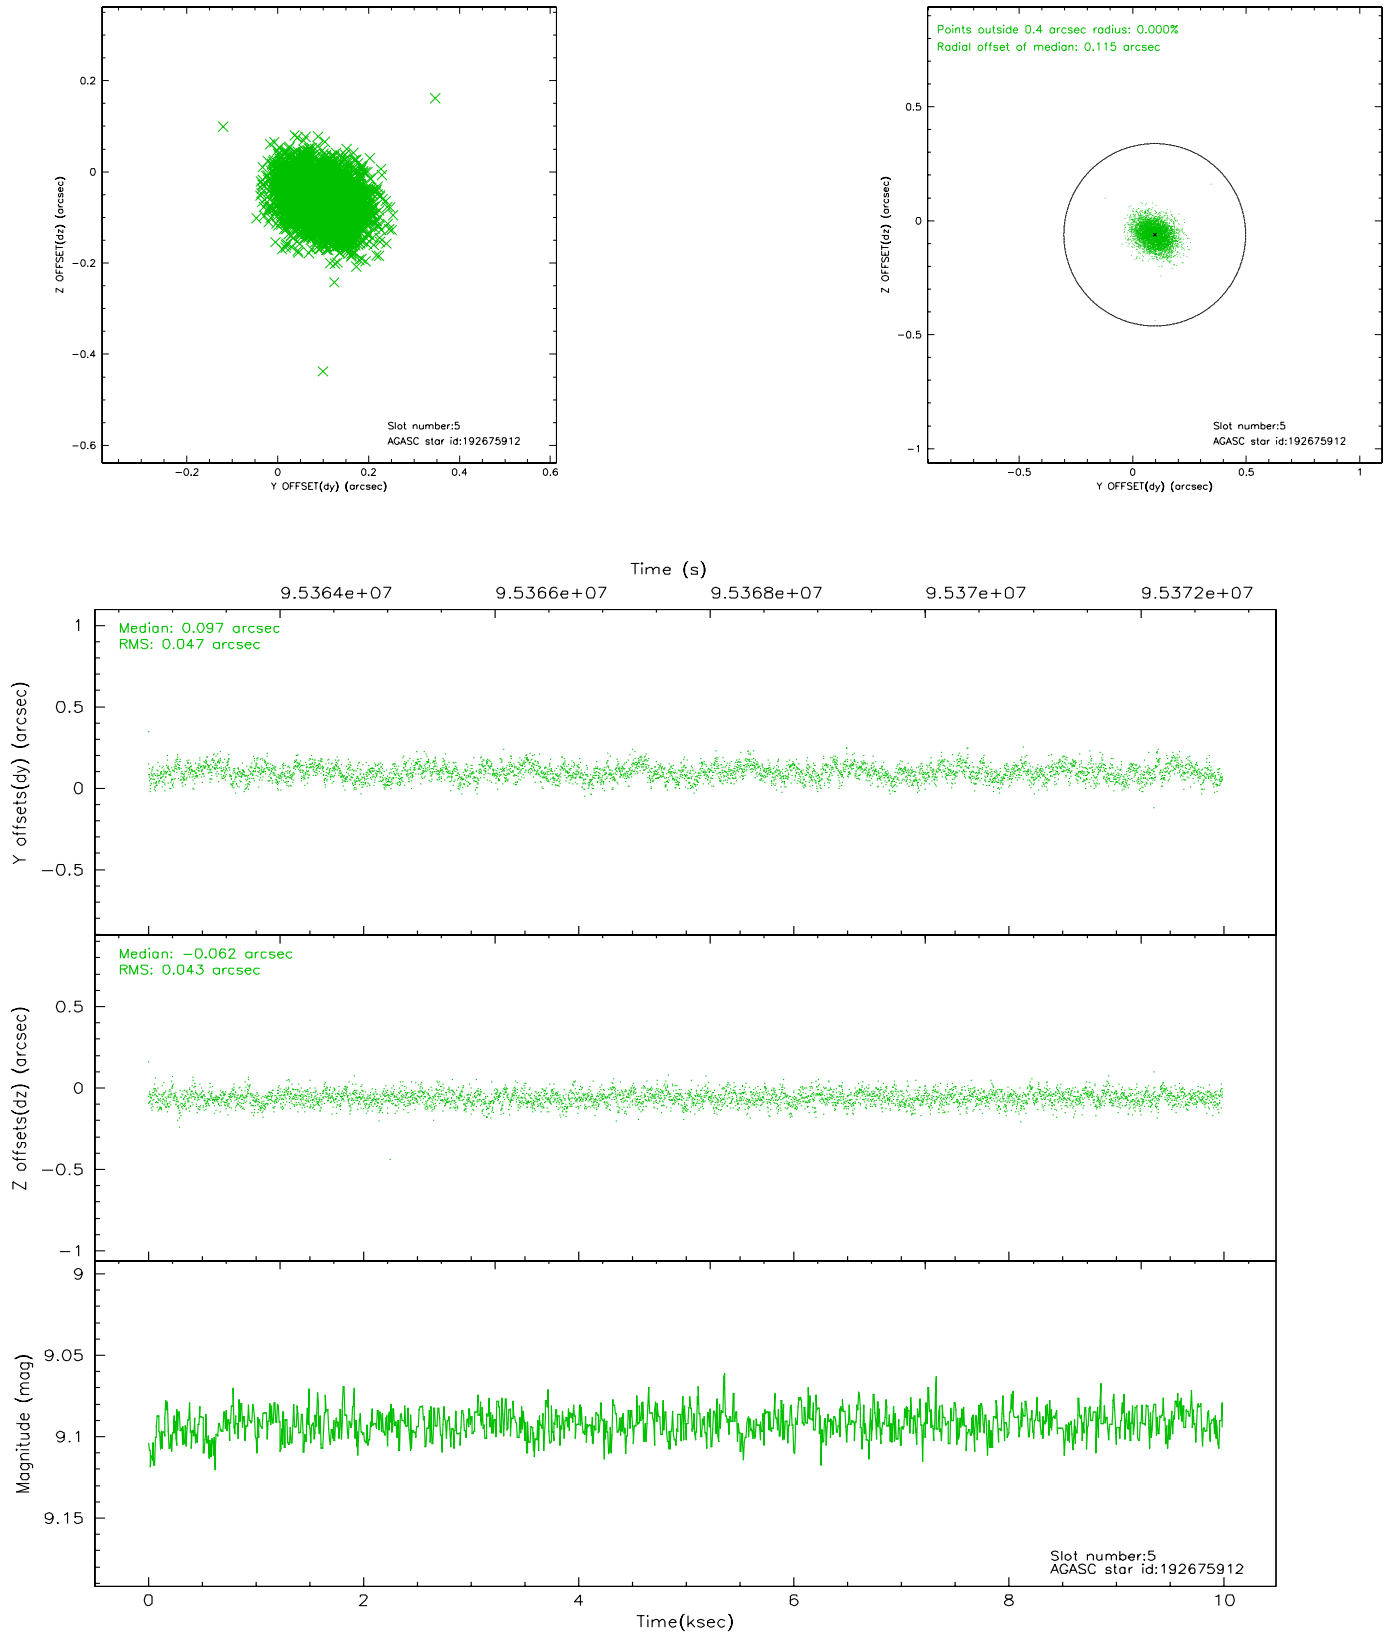 0.2
0
−0.2
−0.4
−0.6
Z OFFSET(dz) (arcsec)
−0.2 0 0.2 0.4 0.6
Y OFFSET(dy) (arcsec)
Slot number:5
AGASC star id:192675912
Points outside 0.4 arcsec radius: 0.000%
Radial offset of median: 0.115 arcsec
0.5
0
−0.5
−1
Z OFFSET(dz) (arcsec)
−0.5 0 0.5 1
Y OFFSET(dy) (arcsec)
Slot number:5
AGASC star id:192675912
Time (s)
9.5364e+07 9.5366e+07 9.5368e+07 9.537e+07 9.5372e+07
Median: 0.097 arcsec
RMS: 0.047 arcsec
1
0.5
0
−0.5
Y offsets(dy) (arcsec)
Median: −0.062 arcsec
RMS: 0.043 arcsec
0.5
0
−0.5
−1
Z offsets(dz) (arcsec)
9
9.05
9.1
9.15
Magnitude (mag)
Slot number:5
AGASC star id:192675912
0 2 4 6 8 10
Time(ksec)